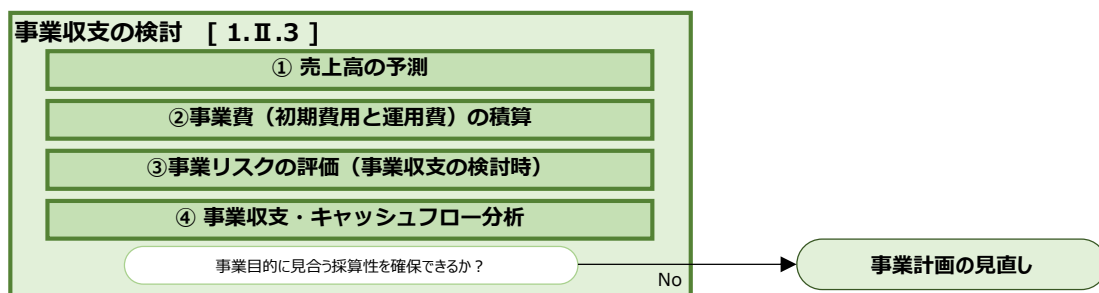 事業収支の検討 [ 1.Ⅱ.3 ]
① 売上高の予測
②事業費（初期費用と運用費）の積算
③事業リスクの評価（事業収支の検討時）
④ 事業収支・キャッシュフロー分析
事業目的に見合う採算性を確保できるか？
No
事業計画の見直し